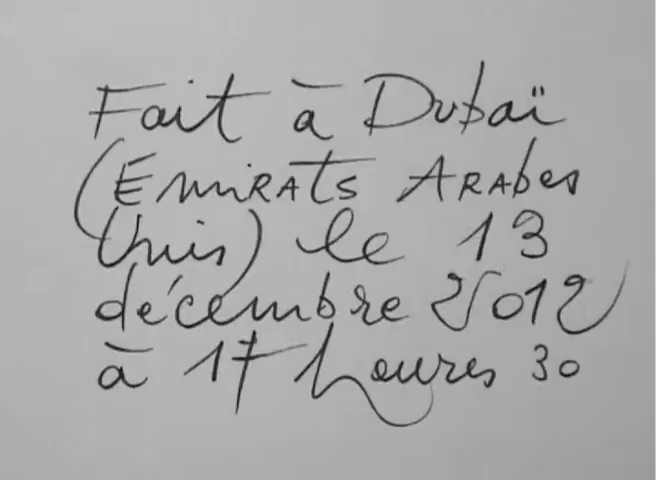 Fait à Dubaï
(EmiRATs ARAbes
Unis) le 13
décembre 2012
à 17 heures 30